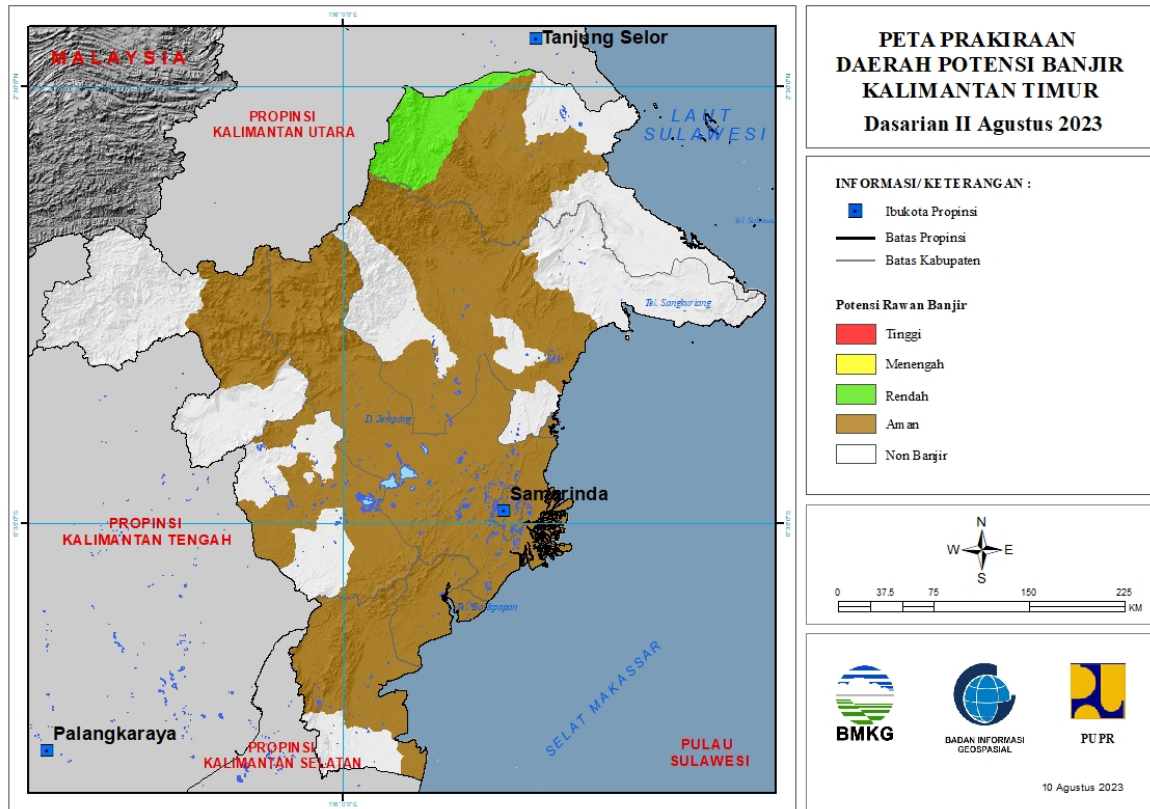 PETA PRAKIRAAN
DAERAH POTENSI BANJIR
KALIMANTAN TIMUR
Dasarian II Agustus 2023
INFORMASI/ KETERANGAN :
Ibukota Propinsi
Batas Propinsi
Batas Kabupaten
Potensi Rawan Banjir
Tinggi
Menengah
Rendah
Aman
Non Banjir
N
W E
S
0 37.5 75 150 225
KM
BMKG
BADAN INFORMASI
GEOSPASIAL
PUPR
10 Agustus 2023
Tanjung Selor
MALAYSIA
PROPINSI
KALIMANTAN UTARA
LAUT
SULAWESI
Tel. Sangkuriang
D. Jempang
Samarinda
PROPINSI
KALIMANTAN TENGAH
SELAT MAKASSAR
Palangkaraya
PROPINSI
KALIMANTAN SELATAN
PULAU
SULAWESI